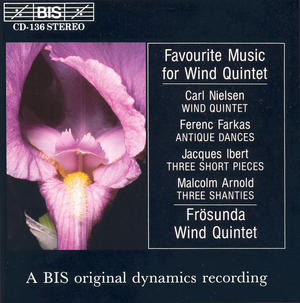 BIS
CD-136 STEREO
Favourite Music
for Wind Quintet
Carl Nielsen
WIND QUINTET
Ferenc Farkas
ANTIQUE DANCES
Jacques Ibert
THREE SHORT PIECES
Malcolm Arnold
THREE SHANTIES
Frösunda
Wind Quintet
A BIS original dynamics recording